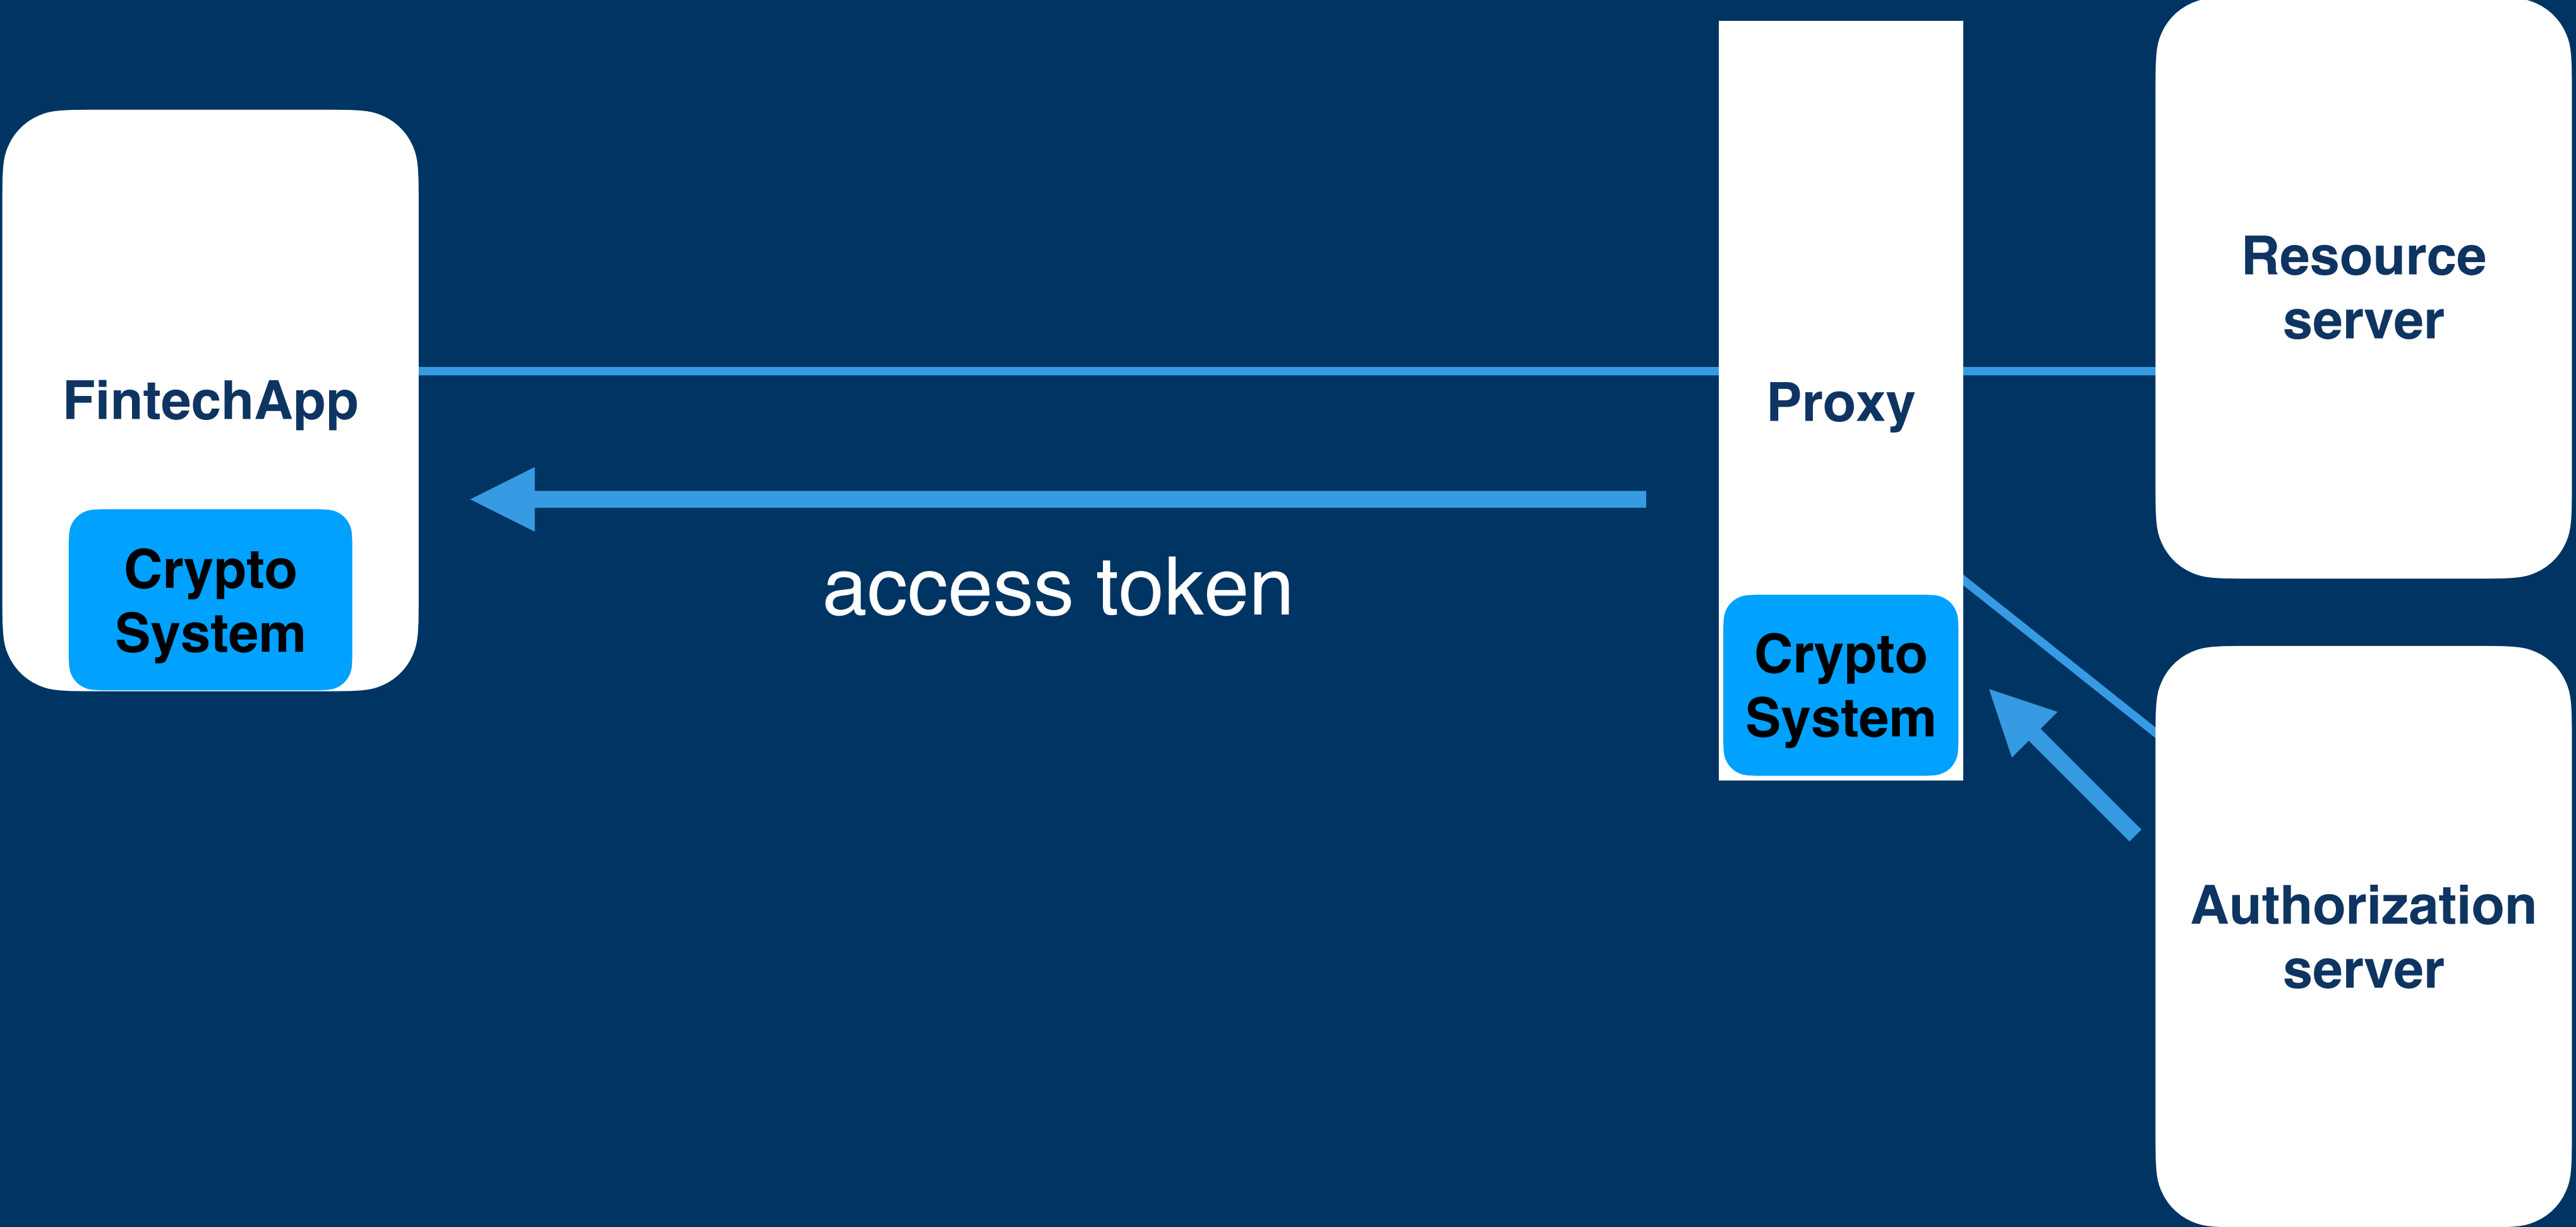 FintechApp
Crypto
System
access token
Proxy
Crypto
System
Resource
server
Authorization
server